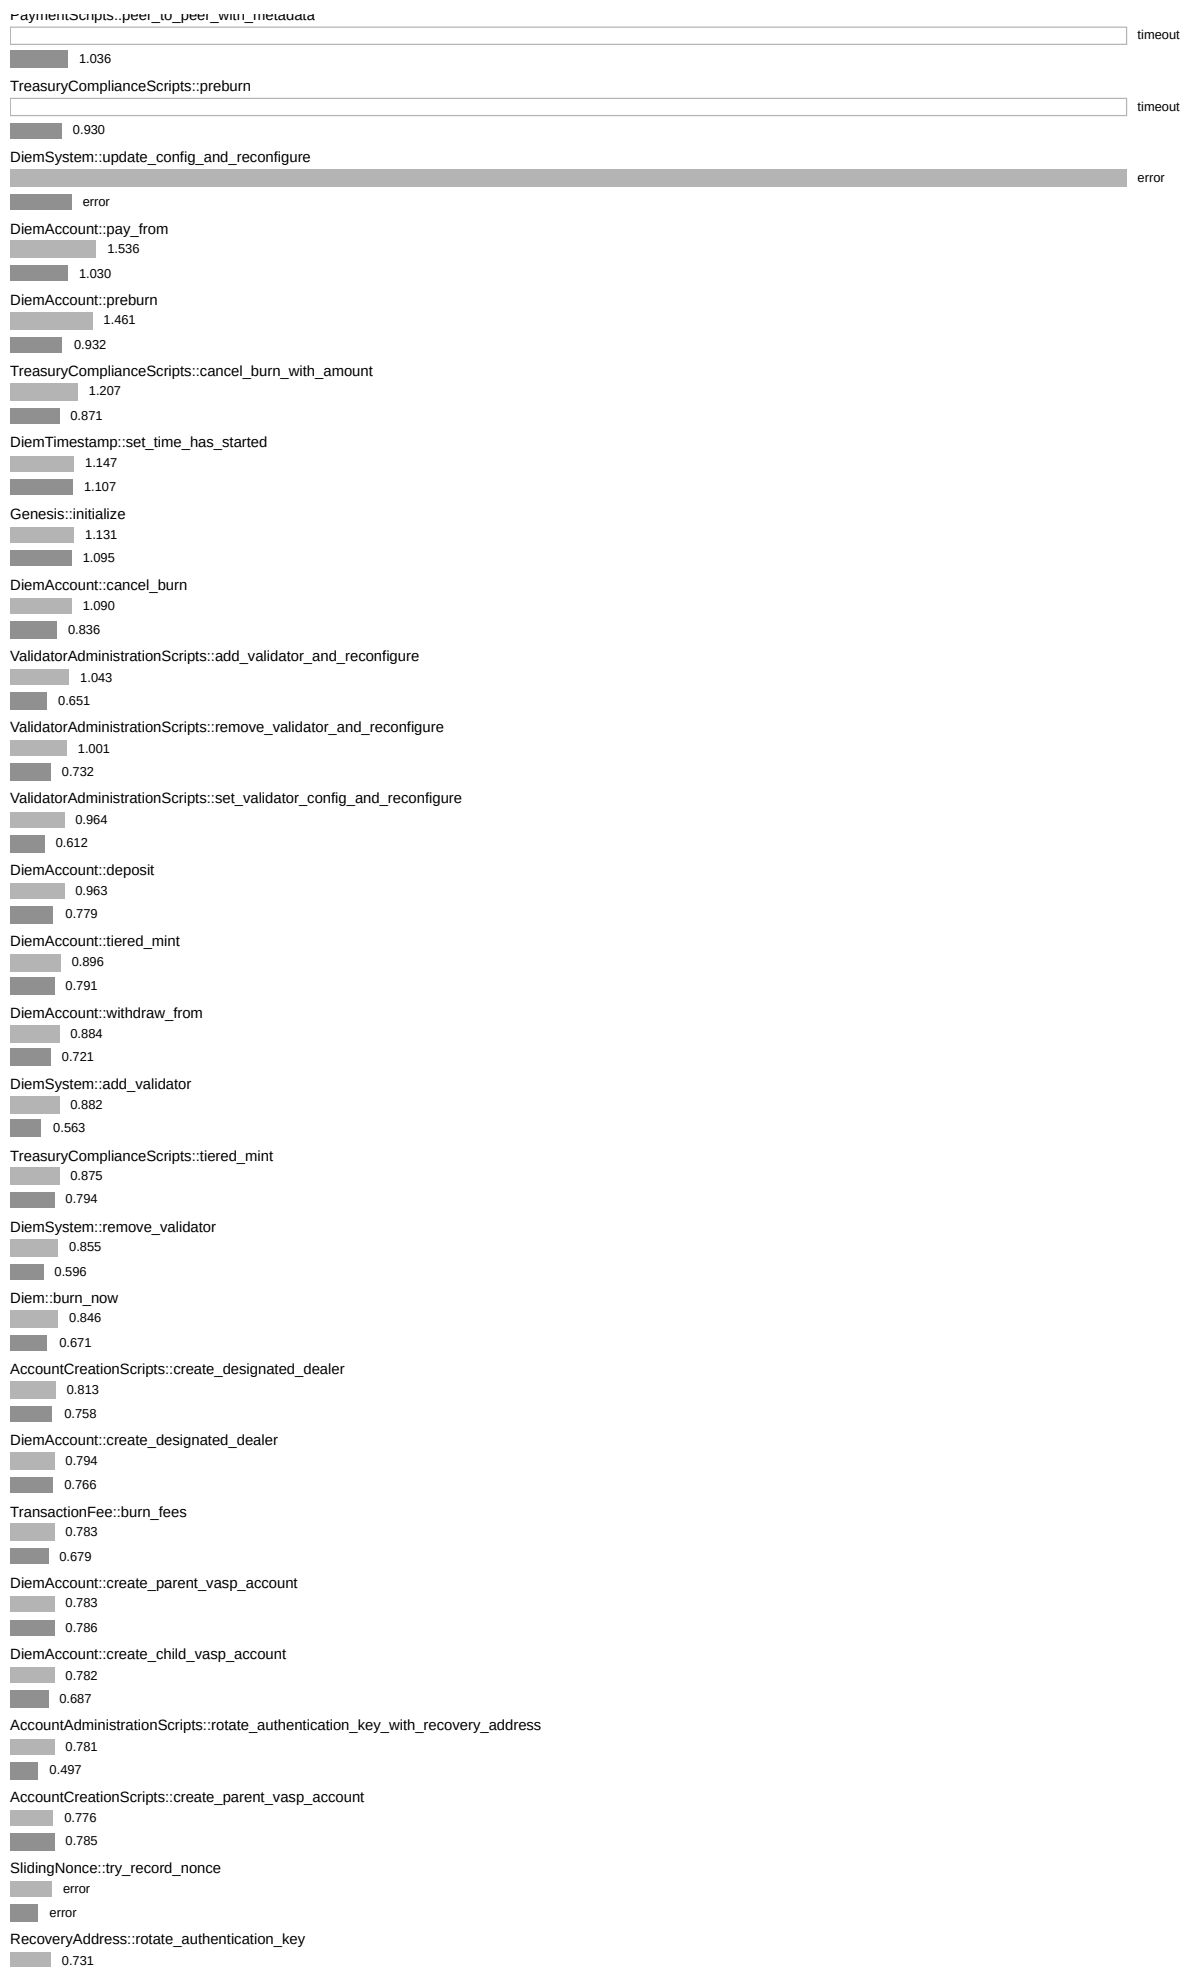 PaymentScripts::peer_to_peer_with_metadata
timeout
1.036
TreasuryComplianceScripts::preburn
timeout
0.930
DiemSystem::update_config_and_reconfigure
error
error
DiemAccount::pay_from
1.536
1.030
DiemAccount::preburn
1.461
0.932
TreasuryComplianceScripts::cancel_burn_with_amount
1.207
0.871
DiemTimestamp::set_time_has_started
1.147
1.107
Genesis::initialize
1.131
1.095
DiemAccount::cancel_burn
1.090
0.836
ValidatorAdministrationScripts::add_validator_and_reconfigure
1.043
0.651
ValidatorAdministrationScripts::remove_validator_and_reconfigure
1.001
0.732
ValidatorAdministrationScripts::set_validator_config_and_reconfigure
0.964
0.612
DiemAccount::deposit
0.963
0.779
DiemAccount::tiered_mint
0.896
0.791
DiemAccount::withdraw_from
0.884
0.721
DiemSystem::add_validator
0.882
0.563
TreasuryComplianceScripts::tiered_mint
0.875
0.794
DiemSystem::remove_validator
0.855
0.596
Diem::burn_now
0.846
0.671
AccountCreationScripts::create_designated_dealer
0.813
0.758
DiemAccount::create_designated_dealer
0.794
0.766
TransactionFee::burn_fees
0.783
0.679
DiemAccount::create_parent_vasp_account
0.783
0.786
DiemAccount::create_child_vasp_account
0.782
0.687
AccountAdministrationScripts::rotate_authentication_key_with_recovery_address
0.781
0.497
AccountCreationScripts::create_parent_vasp_account
0.776
0.785
SlidingNonce::try_record_nonce
error
error
RecoveryAddress::rotate_authentication_key
0.731